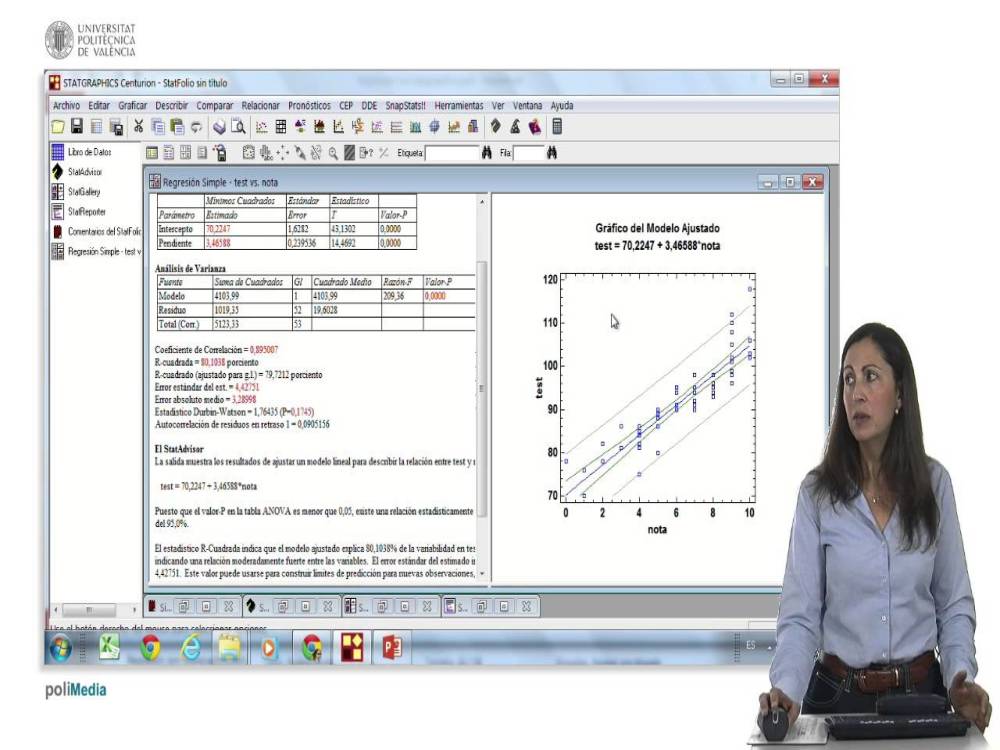 UNIVERSITAT
POLITÈCNICA
DE VALÈNCIA
STATGRAPHICS Centurion - StatFolio sin título
Archivo Editar Graficar Describir Comparar Relacionar Pronósticos CEP DDE SnapStats!! Herramientas Ver Ventana Ayuda
Etiqueta: Fila:
Libro de Datos
StatAdvisor
StatGallery
StatReporter
Comentarios del StatFolio
Regresión Simple - test v
Regresión Simple - test vs. nota
Mínimos Cuadrados Estándar Estadístico
Parámetro Estimado Error T Valor-P
Intercepto 70,2247 1,6282 43,1302 0,0000
Pendiente 3,46588 0,239536 14,4692 0,0000
Análisis de Varianza
Fuente Suma de Cuadrados Gl Cuadrado Medio Razón-F Valor-P
Modelo 4103,99 1 4103,99 209,36 0,0000
Residuo 1019,35 52 19,6028
Total (Corr.) 5123,33 53
Coeficiente de Correlación = 0,895007
R-cuadrada = 80,1038 porciento
R-cuadrado (ajustado para g.l.) = 79,7212 porciento
Error estándar del est. = 4,42751
Error absoluto medio = 3,28998
Estadístico Durbin-Watson = 1,76435 (P=0,1745)
Autocorrelación de residuos en retraso 1 = 0,0905156
El StatAdvisor
La salida muestra los resultados de ajustar un modelo lineal para describir la relación entre test y
test = 70,2247 + 3,46588*nota
Puesto que el valor-P en la tabla ANOVA es menor que 0,05, existe una relación estadísticamente
del 95,0%.
El estadístico R-Cuadrada indica que el modelo ajustado explica 80,1038% de la variabilidad en tes
indicando una relación moderadamente fuerte entre las variables. El error estándar del estimado
4,42751. Este valor puede usarse para construir límites de predicción para nuevas observaciones,
Gráfico del Modelo Ajustado
test = 70,2247 + 3,46588*nota
120
110
100
90
80
70
test
0 2 4 6 8 10
nota
Si... S... S... S...
Use el botón derecho del mouse para seleccionar opciones
ES
poliMedia